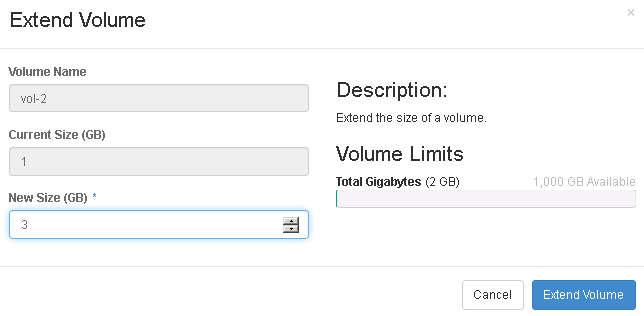 Extend Volume
×
Volume Name
vol-2
Current Size (GB)
1
New Size (GB) *
3
Description:
Extend the size of a volume.
Volume Limits
Total Gigabytes (2 GB) 1,000 GB Available
Cancel Extend Volume